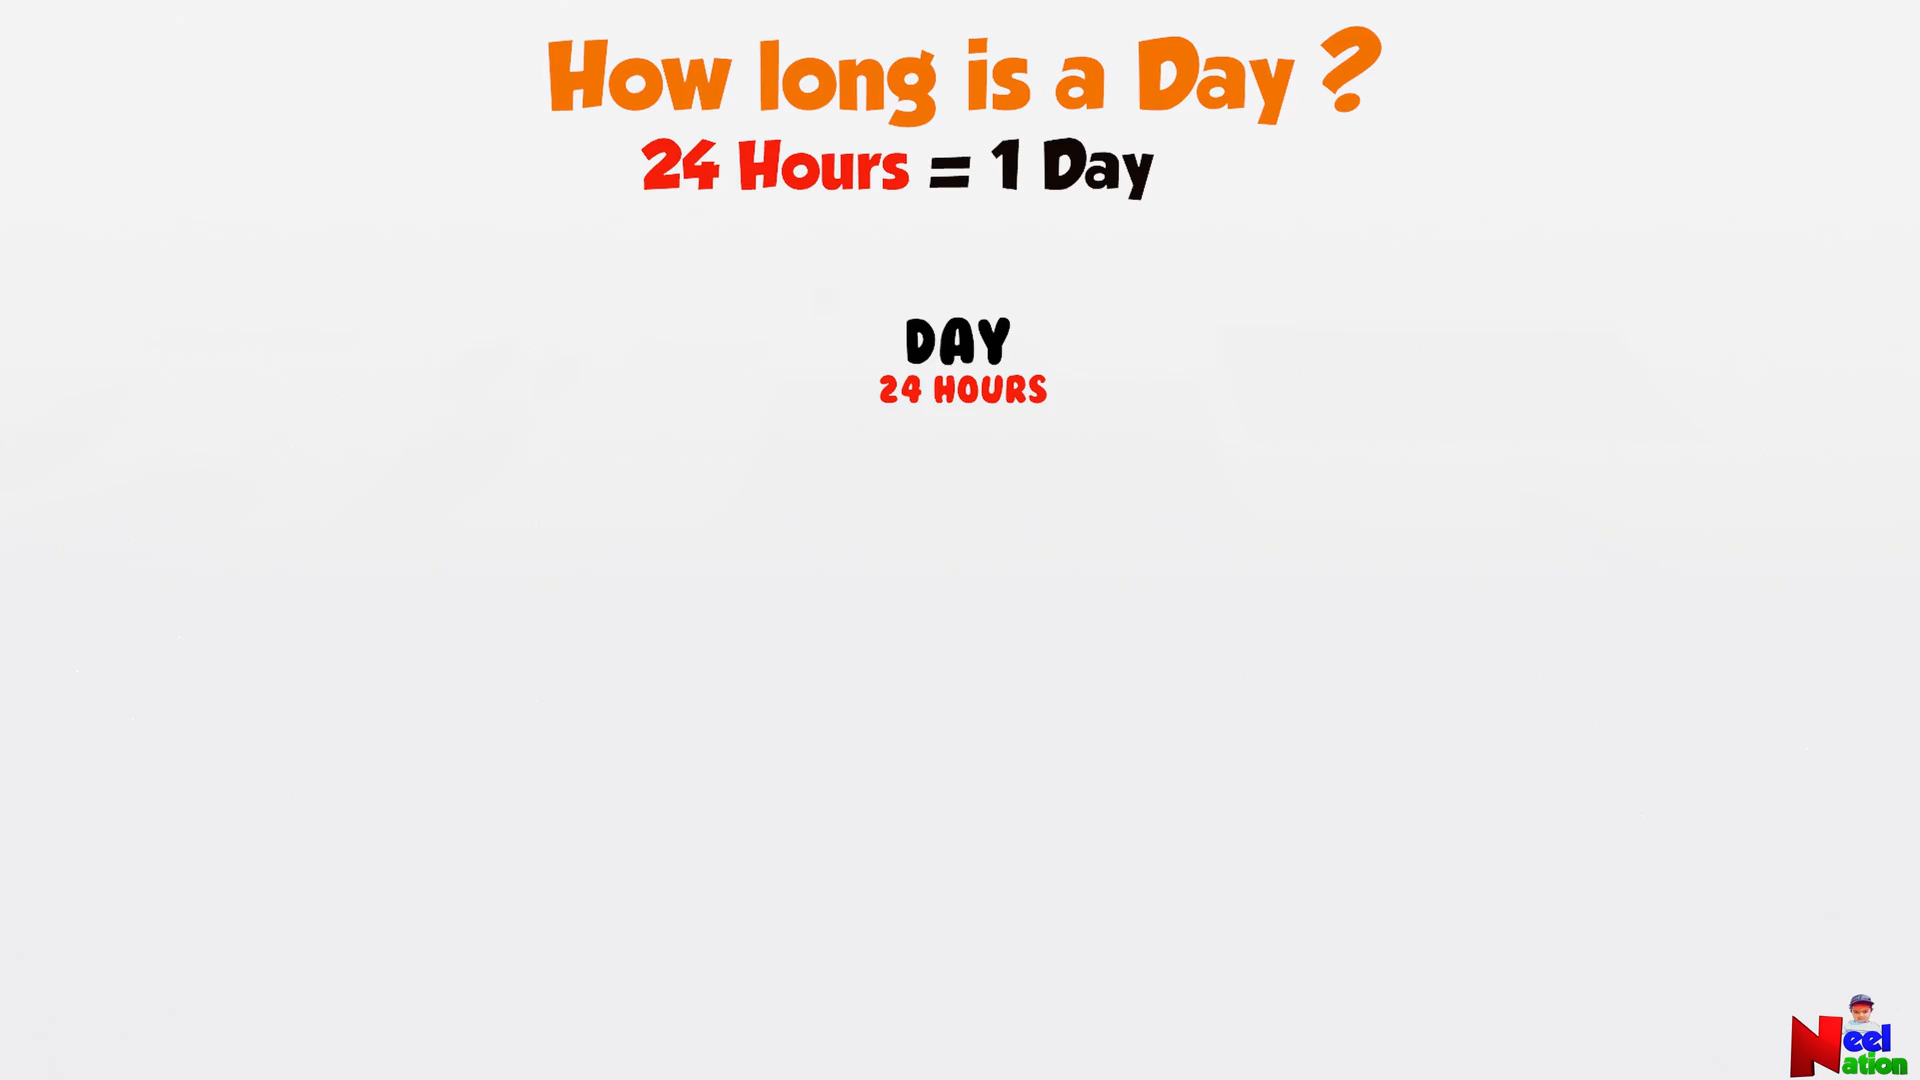 How long is a Day ?
24 Hours = 1 Day
DAY
24 HOURS
Neel
Nation